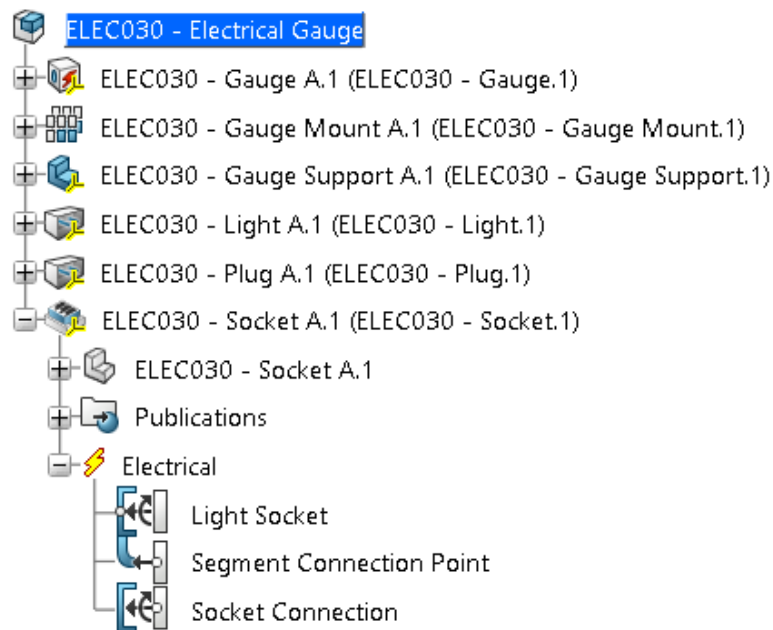 ELEC030 - Electrical Gauge
ELEC030 - Gauge A.1 (ELEC030 - Gauge.1)
ELEC030 - Gauge Mount A.1 (ELEC030 - Gauge Mount.1)
ELEC030 - Gauge Support A.1 (ELEC030 - Gauge Support.1)
ELEC030 - Light A.1 (ELEC030 - Light.1)
ELEC030 - Plug A.1 (ELEC030 - Plug.1)
ELEC030 - Socket A.1 (ELEC030 - Socket.1)
ELEC030 - Socket A.1
Publications
Electrical
Light Socket
Segment Connection Point
Socket Connection